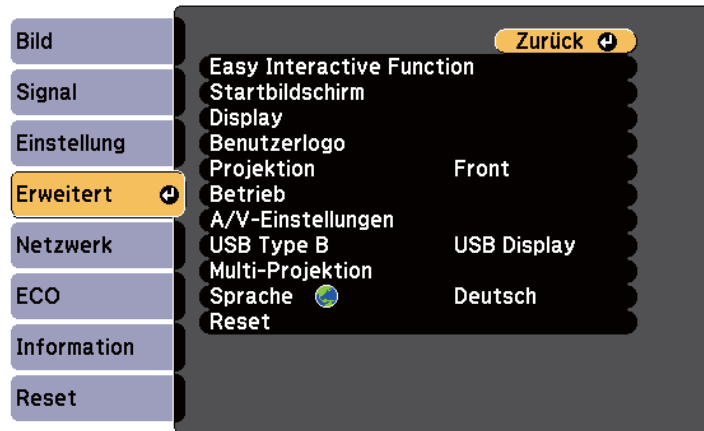 Bild
Signal
Einstellung
Erweitert
Netzwerk
ECO
Information
Reset
Zurück
Easy Interactive Function
Startbildschirm
Display
Benutzerlogo
Projektion Front
Betrieb
A/V-Einstellungen
USB Type B USB Display
Multi-Projektion
Sprache Deutsch
Reset